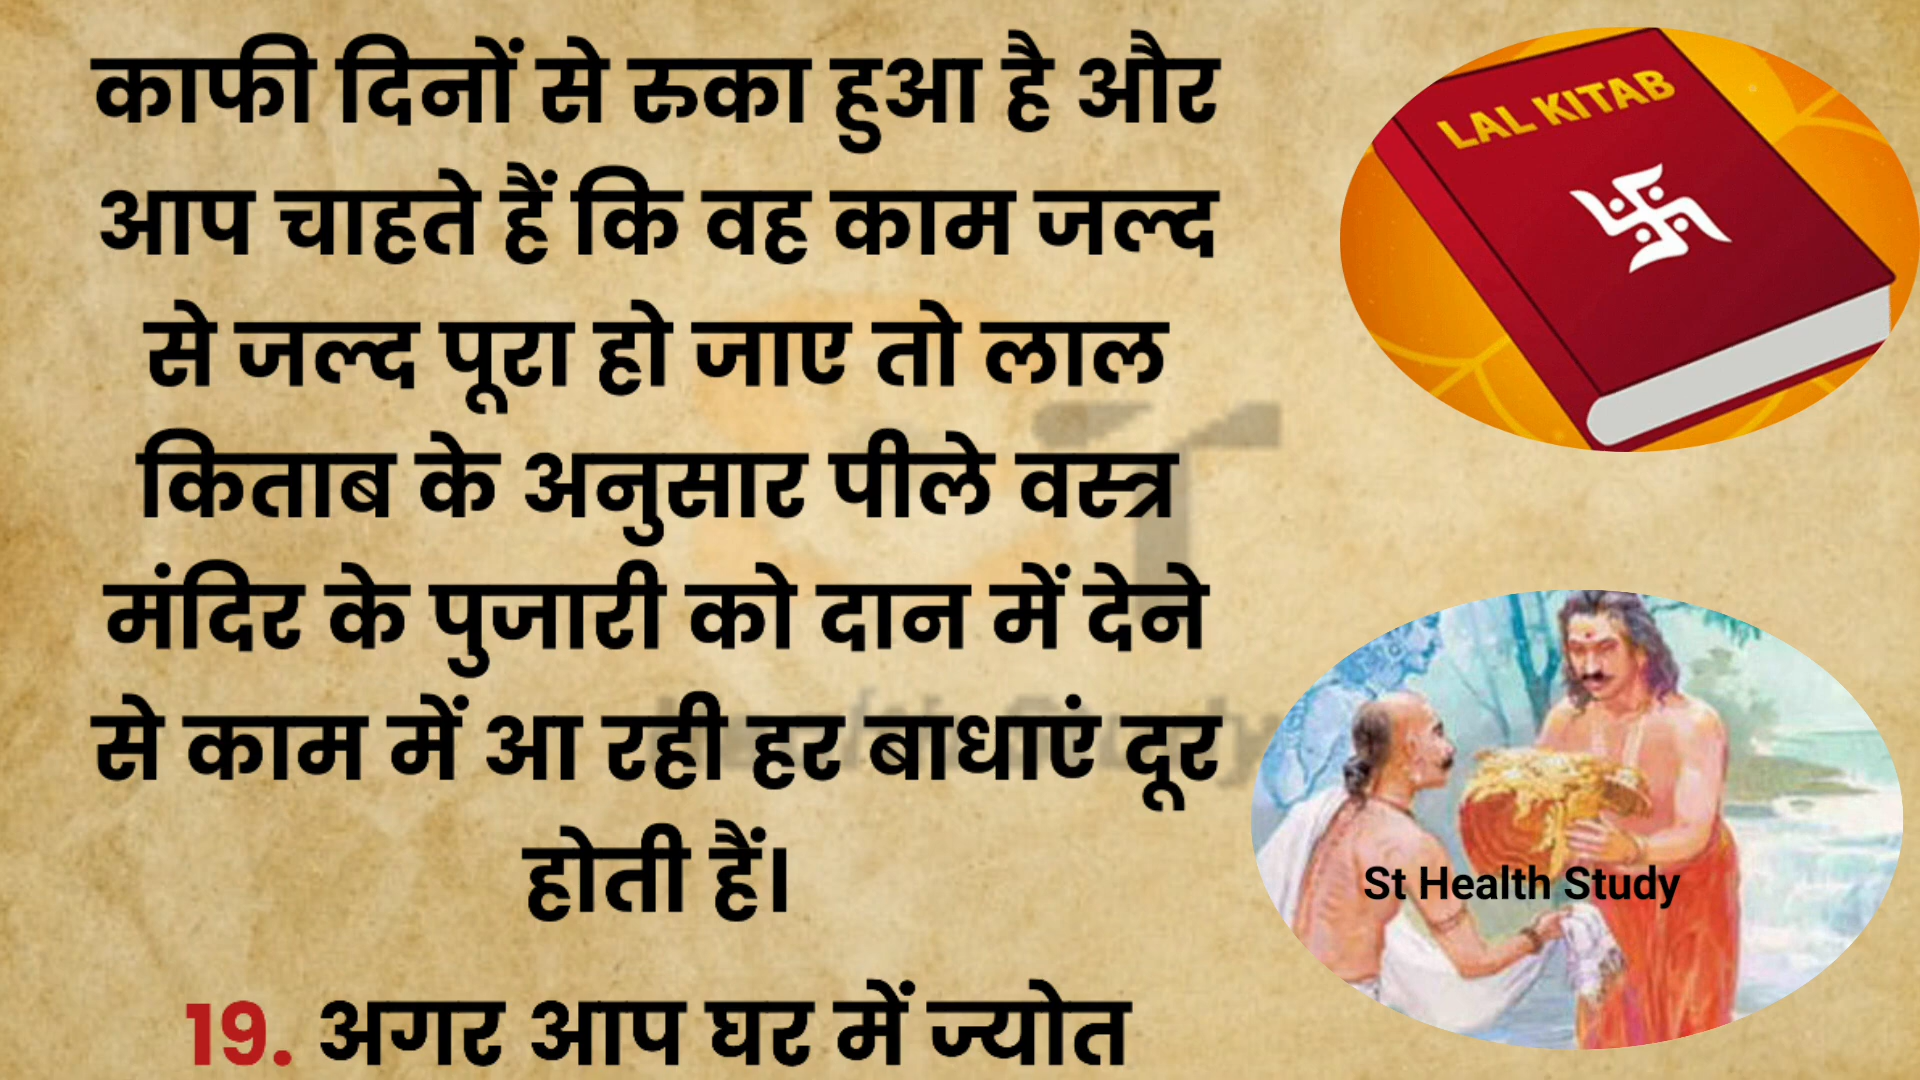 काफी दिनों से रुका हुआ है और
आप चाहते हैं कि वह काम जल्द
से जल्द पूरा हो जाए तो लाल
किताब के अनुसार पीले वस्त्र
मंदिर के पुजारी को दान में देने
से काम में आ रही हर बाधाएं दूर
होती हैं।
19. अगर आप घर में ज्योत
LAL KITAB
St Health Study